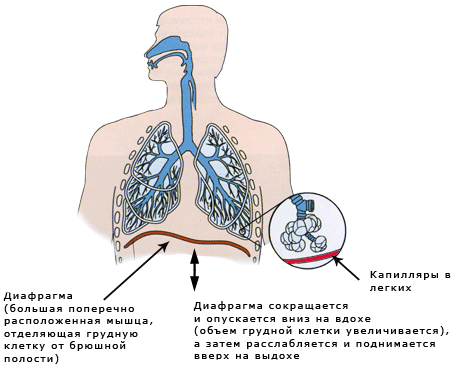 Капилляры в
легких
Диафрагма
(большая поперечно
расположенная мышца,
отделяющая грудную
клетку от брюшной
полости)
Диафрагма сокращается
и опускается вниз на вдохе
(объем грудной клетки увеличивается),
а затем расслабляется и поднимается
вверх на выдохе